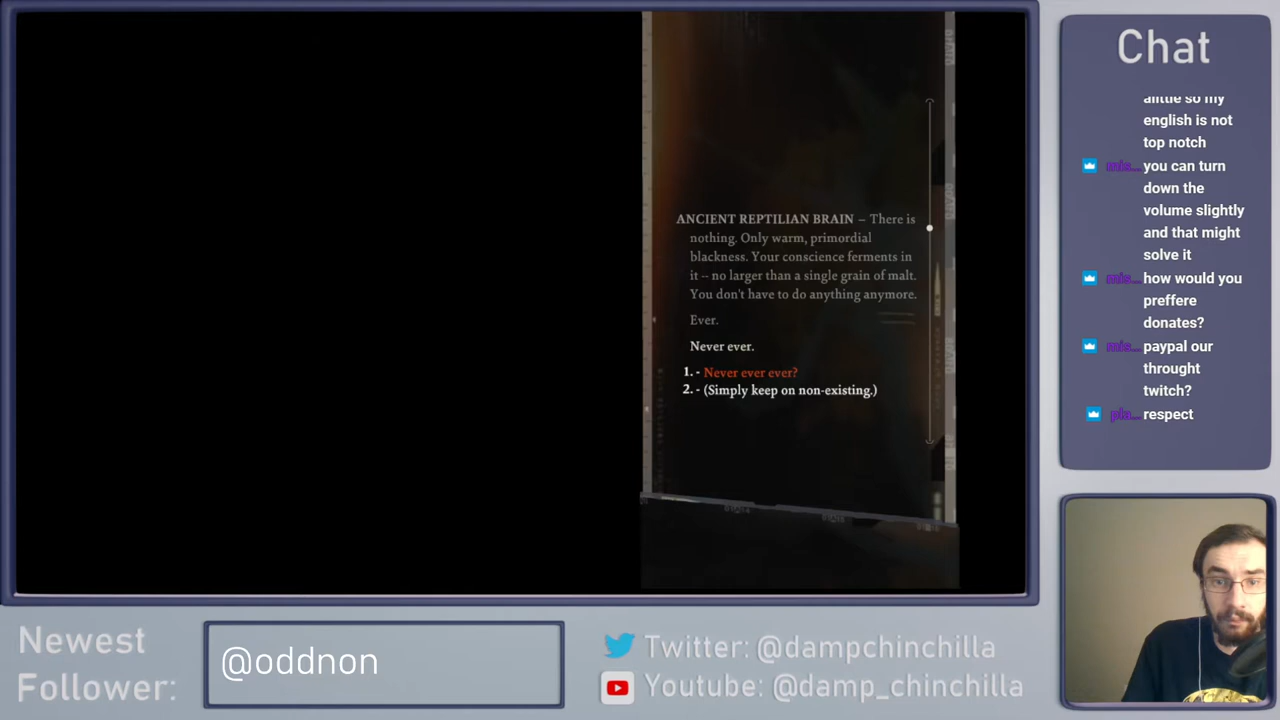 ANCIENT REPTILIAN BRAIN – There is
nothing. Only warm, primordial
blackness. Your conscience ferments in
it -- no larger than a single grain of malt.
You don't have to do anything anymore.
Ever.
Never ever.
1. - Never ever ever?
2. - (Simply keep on non-existing.)
Chat
so my
english is not
top notch
mis... you can turn
down the
volume slightly
and that might
solve it
mis... how would you
preffere
donates?
mis... paypal our
throught
twitch?
pla... respect
Newest
Follower:
@oddnon
Twitter: @dampchinchilla
Youtube: @damp_chinchilla